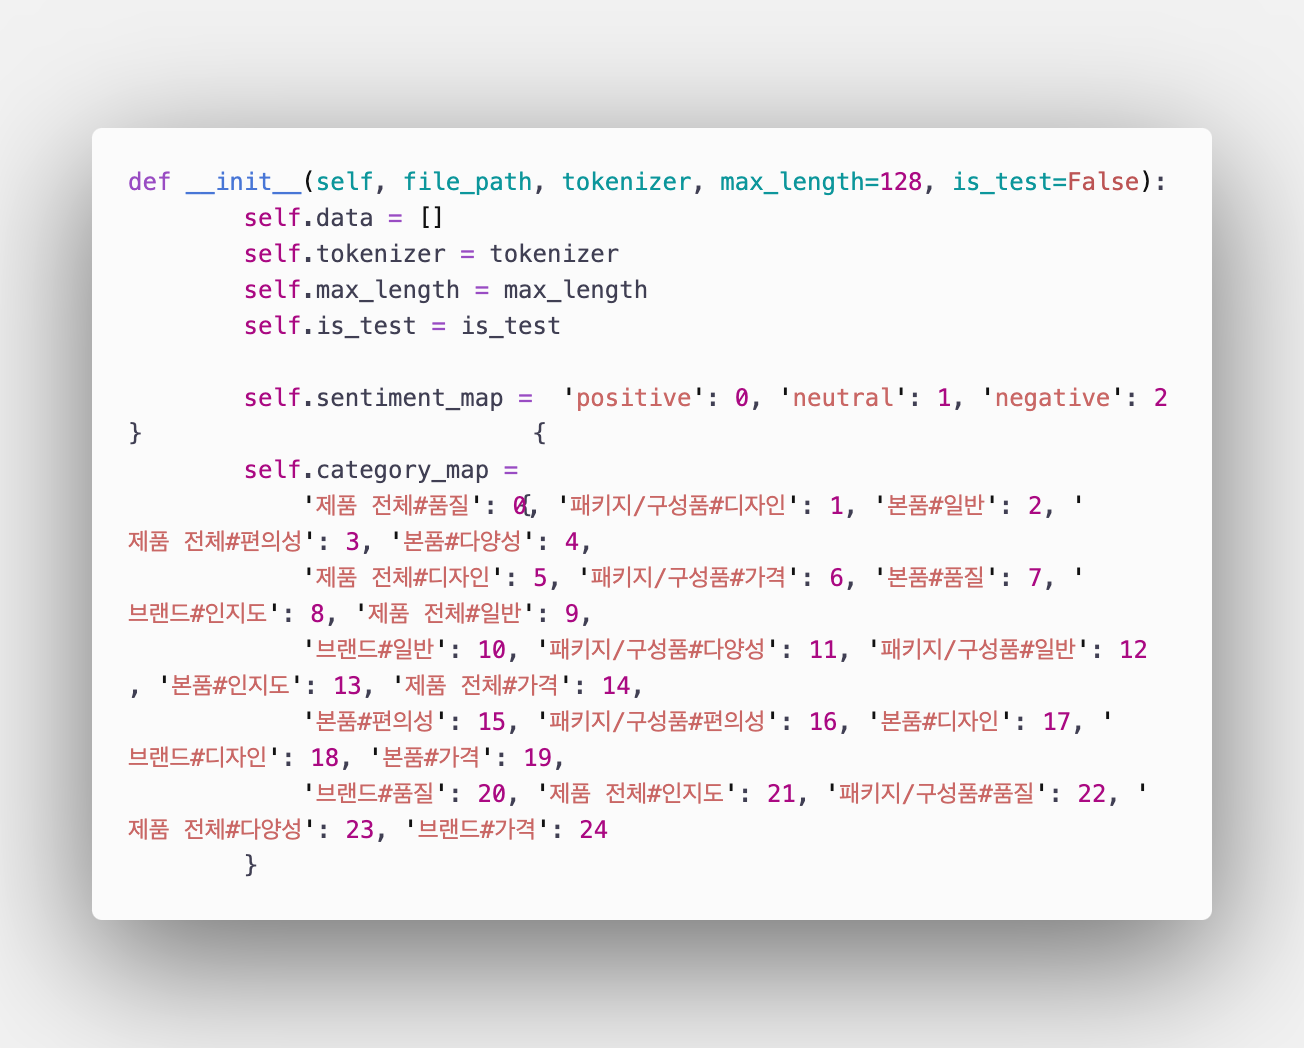 def __init__(self, file_path, tokenizer, max_length=128, is_test=False):
        self.data = []
        self.tokenizer = tokenizer
        self.max_length = max_length
        self.is_test = is_test
        self.sentiment_map =  'positive': 0, 'neutral': 1, 'negative': 2
}                           {
        self.category_map =
            '제품 전체#품질': 0{, '패키지/구성품#디자인': 1, '본품#일반': 2, '
제품 전체#편의성': 3, '본품#다양성': 4,
            '제품 전체#디자인': 5, '패키지/구성품#가격': 6, '본품#품질': 7, '
브랜드#인지도': 8, '제품 전체#일반': 9,
            '브랜드#일반': 10, '패키지/구성품#다양성': 11, '패키지/구성품#일반': 12
, '본품#인지도': 13, '제품 전체#가격': 14,
            '본품#편의성': 15, '패키지/구성품#편의성': 16, '본품#디자인': 17, '
브랜드#디자인': 18, '본품#가격': 19,
            '브랜드#품질': 20, '제품 전체#인지도': 21, '패키지/구성품#품질': 22, '
제품 전체#다양성': 23, '브랜드#가격': 24
        }